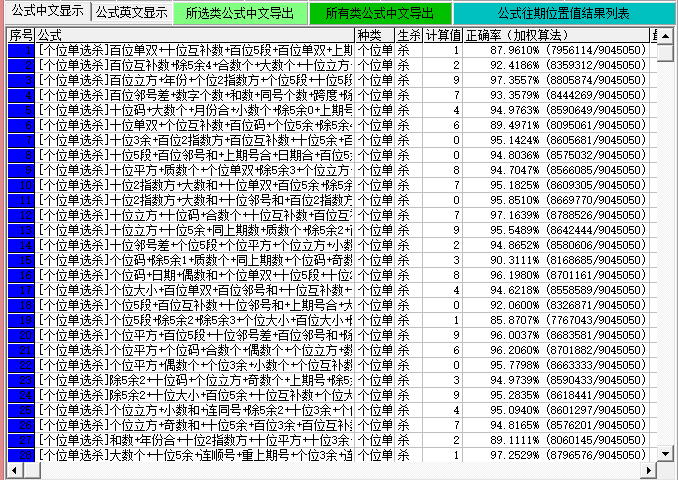 公式中文显示 公式英文显示 所选类公式中文导出 所有类公式中文导出 公式往期位置值结果列表
序号 公式 种类 生杀 计算值 正确率（加权算法）
1 [个位单选杀]百位单双+十位互补数+百位5段+百位单双+上期 个位单 杀 1 87.9610% (7956114/9045050)
2 [个位单选杀]百位互补数+除5余4+合数个+大数个+十位立方 个位单 杀 2 92.4186% (8359312/9045050)
3 [个位单选杀]百位立方+年份+个位2指数方+个位5段+十位5段 个位单 杀 9 97.3557% (8805874/9045050)
4 [个位单选杀]百位邻号差+数字个数+和数+同号个数+跨度+除 个位单 杀 7 93.3579% (8444269/9045050)
5 [个位单选杀]十位码+大数个+月份合+小数个+除5余0+上期号 个位单 杀 4 94.9763% (8590649/9045050)
6 [个位单选杀]十位单双+个位互补数+百位码+个位5余+除5余 个位单 杀 6 89.4971% (8095061/9045050)
7 [个位单选杀]十位3余+百位2指数方+百位互补数+十位5余+百 个位单 杀 0 95.1424% (8605681/9045050)
8 [个位单选杀]十位5段+百位邻号和+上期号合+日期合+百位5 个位单 杀 0 94.8036% (8575032/9045050)
9 [个位单选杀]十位平方+质数个+个位单双+除5余3+个位立方 个位单 杀 8 94.7047% (8566085/9045050)
10 [个位单选杀]十位2指数方+大数和+十位单双+百位5余+除5余 个位单 杀 7 95.1825% (8609305/9045050)
11 [个位单选杀]十位2指数方+大数和+十位邻号和+百位2指数方 个位单 杀 0 95.8510% (8669770/9045050)
12 [个位单选杀]十位立方+十位码+合数个+十位互补数+百位互 个位单 杀 7 97.1639% (8788526/9045050)
13 [个位单选杀]十位立方+十位5余+同上期数+质数个+除5余2+ 个位单 杀 9 95.5489% (8642444/9045050)
14 [个位单选杀]十位邻号差+个位5段+个位平方+个位立方+小数 个位单 杀 2 94.8652% (8580606/9045050)
15 [个位单选杀]个位码+除5余1+质数个+同上期数+个位码+奇数 个位单 杀 3 90.3111% (8168685/9045050)
16 [个位单选杀]个位码+日期+偶数和+个位单双+十位5段+百位 个位单 杀 8 96.1980% (8701161/9045050)
17 [个位单选杀]个位大小+百位单双+百位邻号和+十位互补数+ 个位单 杀 4 94.6218% (8558589/9045050)
18 [个位单选杀]个位5段+百位互补数+十位邻号和+上期号合+大 个位单 杀 0 92.0600% (8326871/9045050)
19 [个位单选杀]个位5段+除5余2+除5余3+个位大小+百位大小+ 个位单 杀 1 85.8707% (7767043/9045050)
20 [个位单选杀]个位平方+百位5段+十位邻号差+百位5余+除5余 个位单 杀 9 96.0037% (8683581/9045050)
21 [个位单选杀]个位平方+个位码+合数个+偶数个+个位立方+数 个位单 杀 6 96.2060% (8701882/9045050)
22 [个位单选杀]个位平方+偶数个+个位3余+小数个+个位互补数 个位单 杀 0 95.7798% (8663333/9045050)
23 [个位单选杀]除5余2+十位码+个位立方+奇数个+上期号+除5 个位单 杀 3 94.9739% (8590433/9045050)
24 [个位单选杀]除5余2+十位大小+百位5余+十位互补数+个位大 个位单 杀 9 95.2835% (8618441/9045050)
25 [个位单选杀]个位立方+小数和+连同号+除5余2+十位3余+个 个位单 杀 4 95.0940% (8601297/9045050)
26 [个位单选杀]个位立方+奇数和+十位5余+百位3余+百位互补 个位单 杀 7 94.8165% (8576201/9045050)
27 [个位单选杀]和数+年份合+十位2指数方+十位平方+十位3余+ 个位单 杀 2 89.1111% (8060145/9045050)
28 [个位单选杀]大数个+十位5余+连顺号+重上期号+个位3余+连 个位单 杀 1 97.2529% (8796576/9045050)